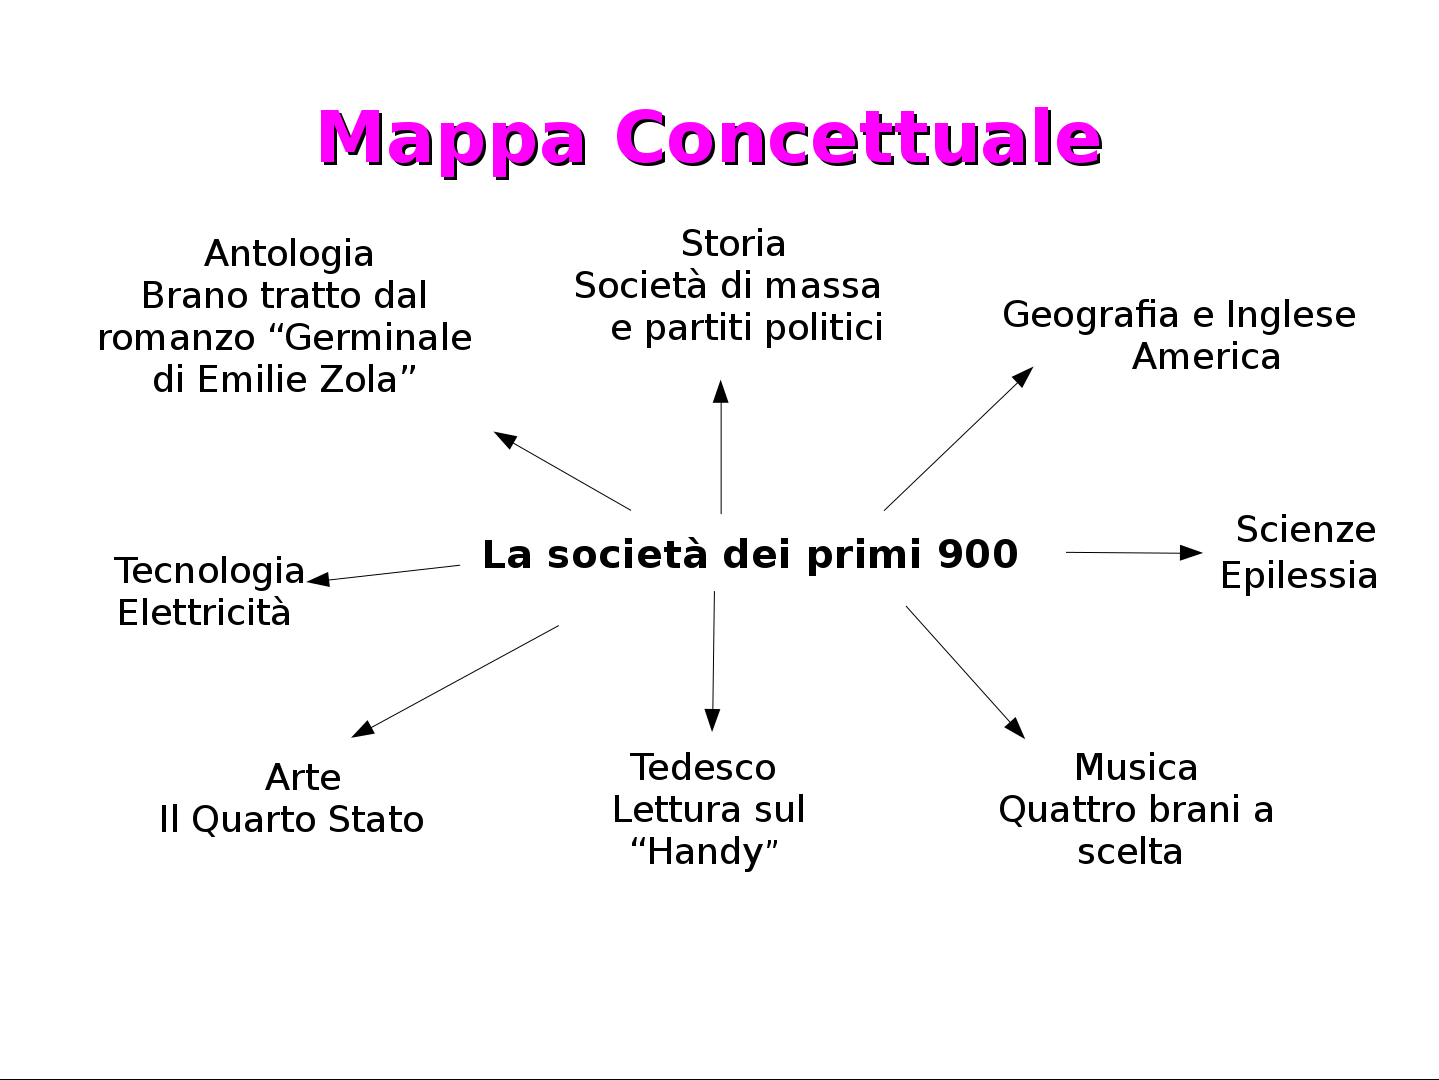 Mappa Concettuale
Antologia
Brano tratto dal
romanzo “Germinale
di Emilie Zola”
Storia
Società di massa
e partiti politici
Geografia e Inglese
America
La società dei primi 900
Scienze
Epilessia
Tecnologia
Elettricità
Arte
Il Quarto Stato
Tedesco
Lettura sul
“Handy”
Musica
Quattro brani a
scelta